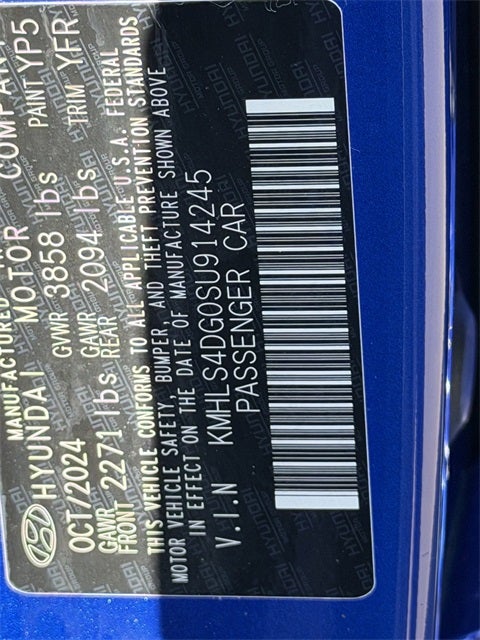 MANUFACTURED
HYUNDAI MOTOR COMPAN
OCT/2024 GVWR 3858 lbs PAINT YP5
GAWR FRONT 2271 lbs GAWR REAR 2094 lbs TRIM YFR
THIS VEHICLE CONFORMS TO ALL APPLICABLE U.S.A. FEDERAL
MOTOR VEHICLE SAFETY, BUMPER, AND THEFT PREVENTION STANDARDS
IN EFFECT ON THE DATE OF MANUFACTURE SHOWN ABOVE
V.I.N KMHLS4DG0SU914245
PASSENGER CAR